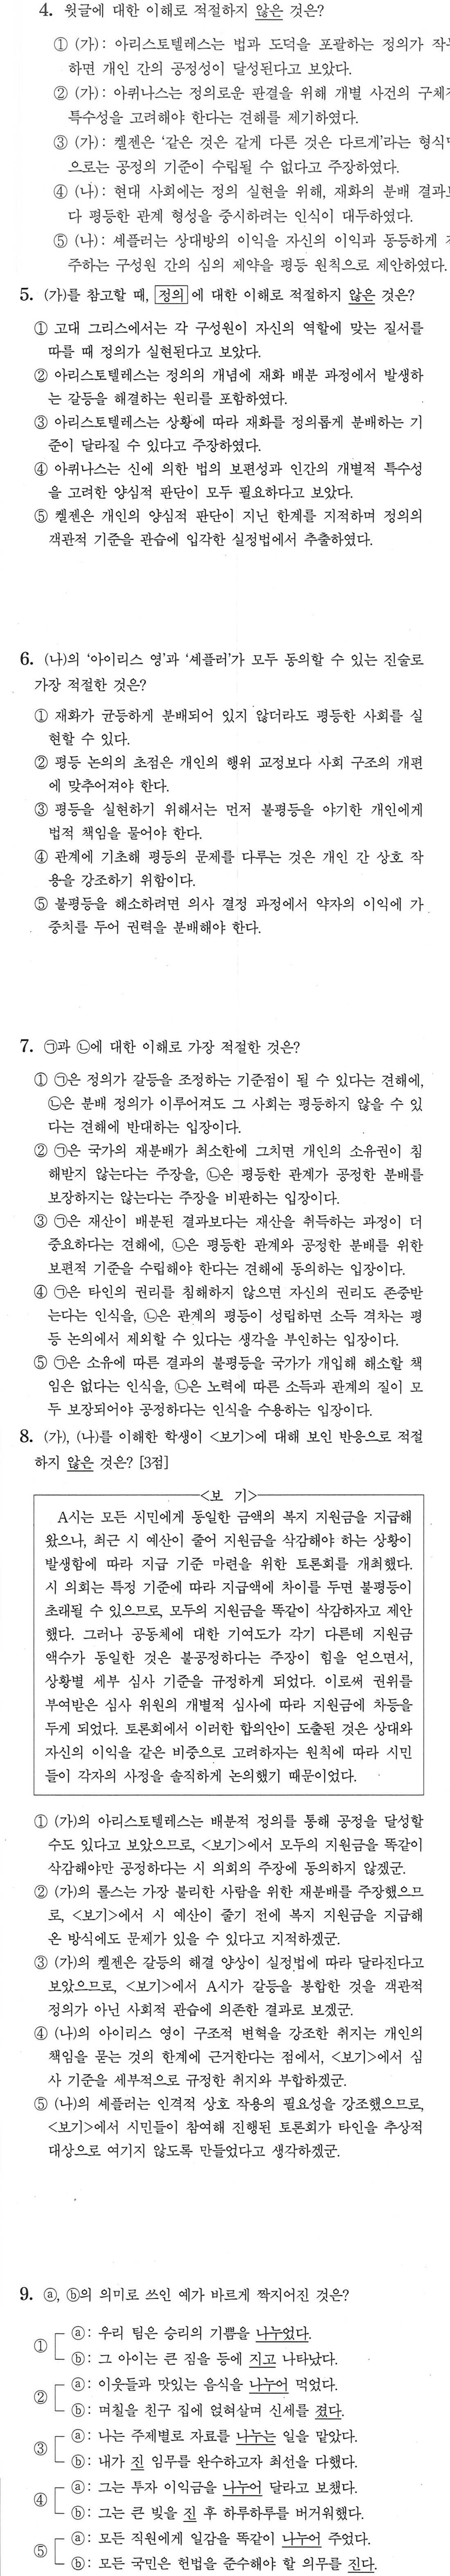 4. 윗글에 대한 이해로 적절하지 않은 것은?
① (가): 아리스토텔레스는 법과 도덕을 포괄하는 정의가
하면 개인 간의 공정성이 달성된다고 보았다.
② (가): 아퀴나스는 정의로운 판결을 위해 개별 사건의
특수성을 고려해야 한다는 견해를 제기하였다.
③ (가): 켈젠은 '같은 것은 같게 다른 것은 다르게'라는
으로는 공정의 기준이 수립될 수 없다고 주장하였다.
④ (나): 현대 사회에는 정의 실현을 위해, 재화의 분배 결과보
다 평등한 관계 형성을 중시하려는 인식이 대두하였다.
⑤ (나): 셰플러는 상대방의 이익을 자신의 이익과 동등하게
주하는 구성원 간의 심의 제약을 평등 원칙으로 제안하였다.
5. (가)를 참고할 때, 정의 에 대한 이해로 적절하지 않은 것은?
① 고대 그리스에서는 각 구성원이 자신의 역할에 맞는 질서를
따를 때 정의가 실현된다고 보았다.
② 아리스토텔레스는 정의의 개념에 재화 배분 과정에서 발생하
는 갈등을 해결하는 원리를 포함하였다.
③ 아리스토텔레스는 상황에 따라 재화를 정의롭게 분배하는 기
준이 달라질 수 있다고 주장하였다.
④ 아퀴나스는 신에 의한 법의 보편성과 인간의 개별적 특수성
을 고려한 양심적 판단이 모두 필요하다고 보았다.
⑤ 켈젠은 개인의 양심적 판단이 지닌 한계를 지적하며 정의의
객관적 기준을 관습에 입각한 실정법에서 추출하였다.
6. (나)의 '아이리스 영'과 '셰플러'가 모두 동의할 수 있는 진술로
가장 적절한 것은?
① 재화가 균등하게 분배되어 있지 않더라도 평등한 사회를 실
현할 수 있다.
② 평등 논의의 초점은 개인의 행위 교정보다 사회 구조의 개편
에 맞추어져야 한다.
③ 평등을 실현하기 위해서는 먼저 불평등을 야기한 개인에게
법적 책임을 물어야 한다.
④ 관계에 기초해 평등의 문제를 다루는 것은 개인 간 상호 작
용을 강조하기 위함이다.
⑤ 불평등을 해소하려면 의사 결정 과정에서 약자의 이익에 가
중치를 두어 권력을 분배해야 한다.
7. ㉠과 ㉡에 대한 이해로 가장 적절한 것은?
① ㉠은 정의가 갈등을 조정하는 기준점이 될 수 있다는 견해에,
㉡은 분배 정의가 이루어져도 그 사회는 평등하지 않을 수 있
다는 견해에 반대하는 입장이다.
② ㉠은 국가의 재분배가 최소한에 그치면 개인의 소유권이 침
해받지 않는다는 주장을, ㉡은 평등한 관계가 공정한 분배를
보장하지는 않는다는 주장을 비판하는 입장이다.
③ ㉠은 재산이 배분된 결과보다는 재산을 취득하는 과정이 더
중요하다는 견해에, ㉡은 평등한 관계와 공정한 분배를 위한
보편적 기준을 수립해야 한다는 견해에 동의하는 입장이다.
④ ㉠은 타인의 권리를 침해하지 않으면 자신의 권리도 존중받
는다는 인식을, ㉡은 관계의 평등이 성립하면 소득 격차는 평
등 논의에서 제외할 수 있다는 생각을 부인하는 입장이다.
⑤ ㉠은 소유에 따른 결과의 불평등을 국가가 개입해 해소할 책
임은 없다는 인식을, ㉡은 노력에 따른 소득과 관계의 질이 모
두 보장되어야 공정하다는 인식을 수용하는 입장이다.
8. (가), (나)를 이해한 학생이 <보기>에 대해 보인 반응으로 적절
하지 않은 것은? [3점]
<보 기>
A시는 모든 시민에게 동일한 금액의 복지 지원금을 지급해
왔으나, 최근 시 예산이 줄어 지원금을 삭감해야 하는 상황이
발생함에 따라 지급 기준 마련을 위한 토론회를 개최했다.
시 의회는 특정 기준에 따라 지급액에 차이를 두면 불평등이
초래될 수 있으므로, 모두의 지원금을 똑같이 삭감하자고 제안
했다. 그러나 공동체에 대한 기여도가 각기 다른데 지원금
액수가 동일한 것은 불공정하다는 주장이 힘을 얻으면서,
상황별 세부 심사 기준을 규정하게 되었다. 이로써 권위를
부여받은 심사 위원의 개별적 심사에 따라 지원금에 차등을
두게 되었다. 토론회에서 이러한 합의안이 도출된 것은 상대와
자신의 이익을 같은 비중으로 고려하자는 원칙에 따라 시민
들이 각자의 사정을 솔직하게 논의했기 때문이었다.
① (가)의 아리스토텔레스는 배분적 정의를 통해 공정을 달성할
수도 있다고 보았으므로, <보기>에서 모두의 지원금을 똑같이
삭감해야만 공정하다는 시 의회의 주장에 동의하지 않겠군.
② (가)의 롤스는 가장 불리한 사람을 위한 재분배를 주장했으므
로, <보기>에서 시 예산이 줄기 전에 복지 지원금을 지급해
온 방식에도 문제가 있을 수 있다고 지적하겠군.
③ (가)의 켈젠은 갈등의 해결 양상이 실정법에 따라 달라진다고
보았으므로, <보기>에서 A시가 갈등을 봉합한 것을 객관적
정의가 아닌 사회적 관습에 의존한 결과로 보겠군.
④ (나)의 아이리스 영이 구조적 변혁을 강조한 취지는 개인의
책임을 묻는 것의 한계에 근거한다는 점에서, <보기>에서 심
사 기준을 세부적으로 규정한 취지와 부합하겠군.
⑤ (나)의 셰플러는 인격적 상호 작용의 필요성을 강조했으므로,
<보기>에서 시민들이 참여해 진행된 토론회가 타인을 추상적
대상으로 여기지 않도록 만들었다고 생각하겠군.
9. ⓐ, ⓑ의 의미로 쓰인 예가 바르게 짝지어진 것은?
① ⓐ: 우리 팀은 승리의 기쁨을 나누었다.
ⓑ: 그 아이는 큰 짐을 등에 지고 나타났다.
② ⓐ: 이웃들과 맛있는 음식을 나누어 먹었다.
ⓑ: 며칠을 친구 집에 얹혀살며 신세를 졌다.
③ ⓐ: 나는 주제별로 자료를 나누는 일을 맡았다.
ⓑ: 내가 진 임무를 완수하고자 최선을 다했다.
④ ⓐ: 그는 투자 이익금을 나누어 달라고 보챘다.
ⓑ: 그는 큰 빚을 진 후 하루하루를 버거워했다.
⑤ ⓐ: 모든 직원에게 일감을 똑같이 나누어 주었다.
ⓑ: 모든 국민은 헌법을 준수해야 할 의무를 진다.